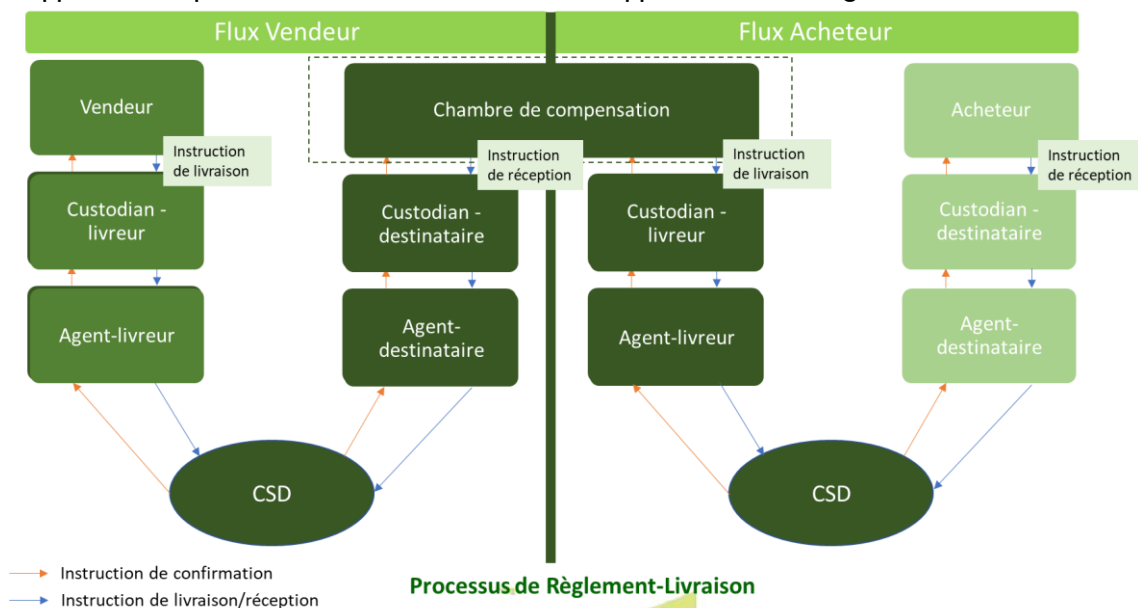 Flux Vendeur
Flux Acheteur
Vendeur
Chambre de compensation
Acheteur
Instruction
de livraison
Instruction
de réception
Instruction
de livraison
Instruction
de réception
Custodian -
livreur
Custodian -
destinataire
Custodian -
livreur
Custodian -
destinataire
Agent-livreur
Agent-
destinataire
Agent-livreur
Agent-
destinataire
CSD
CSD
Instruction de confirmation
Instruction de livraison/réception
Processus de Règlement-Livraison